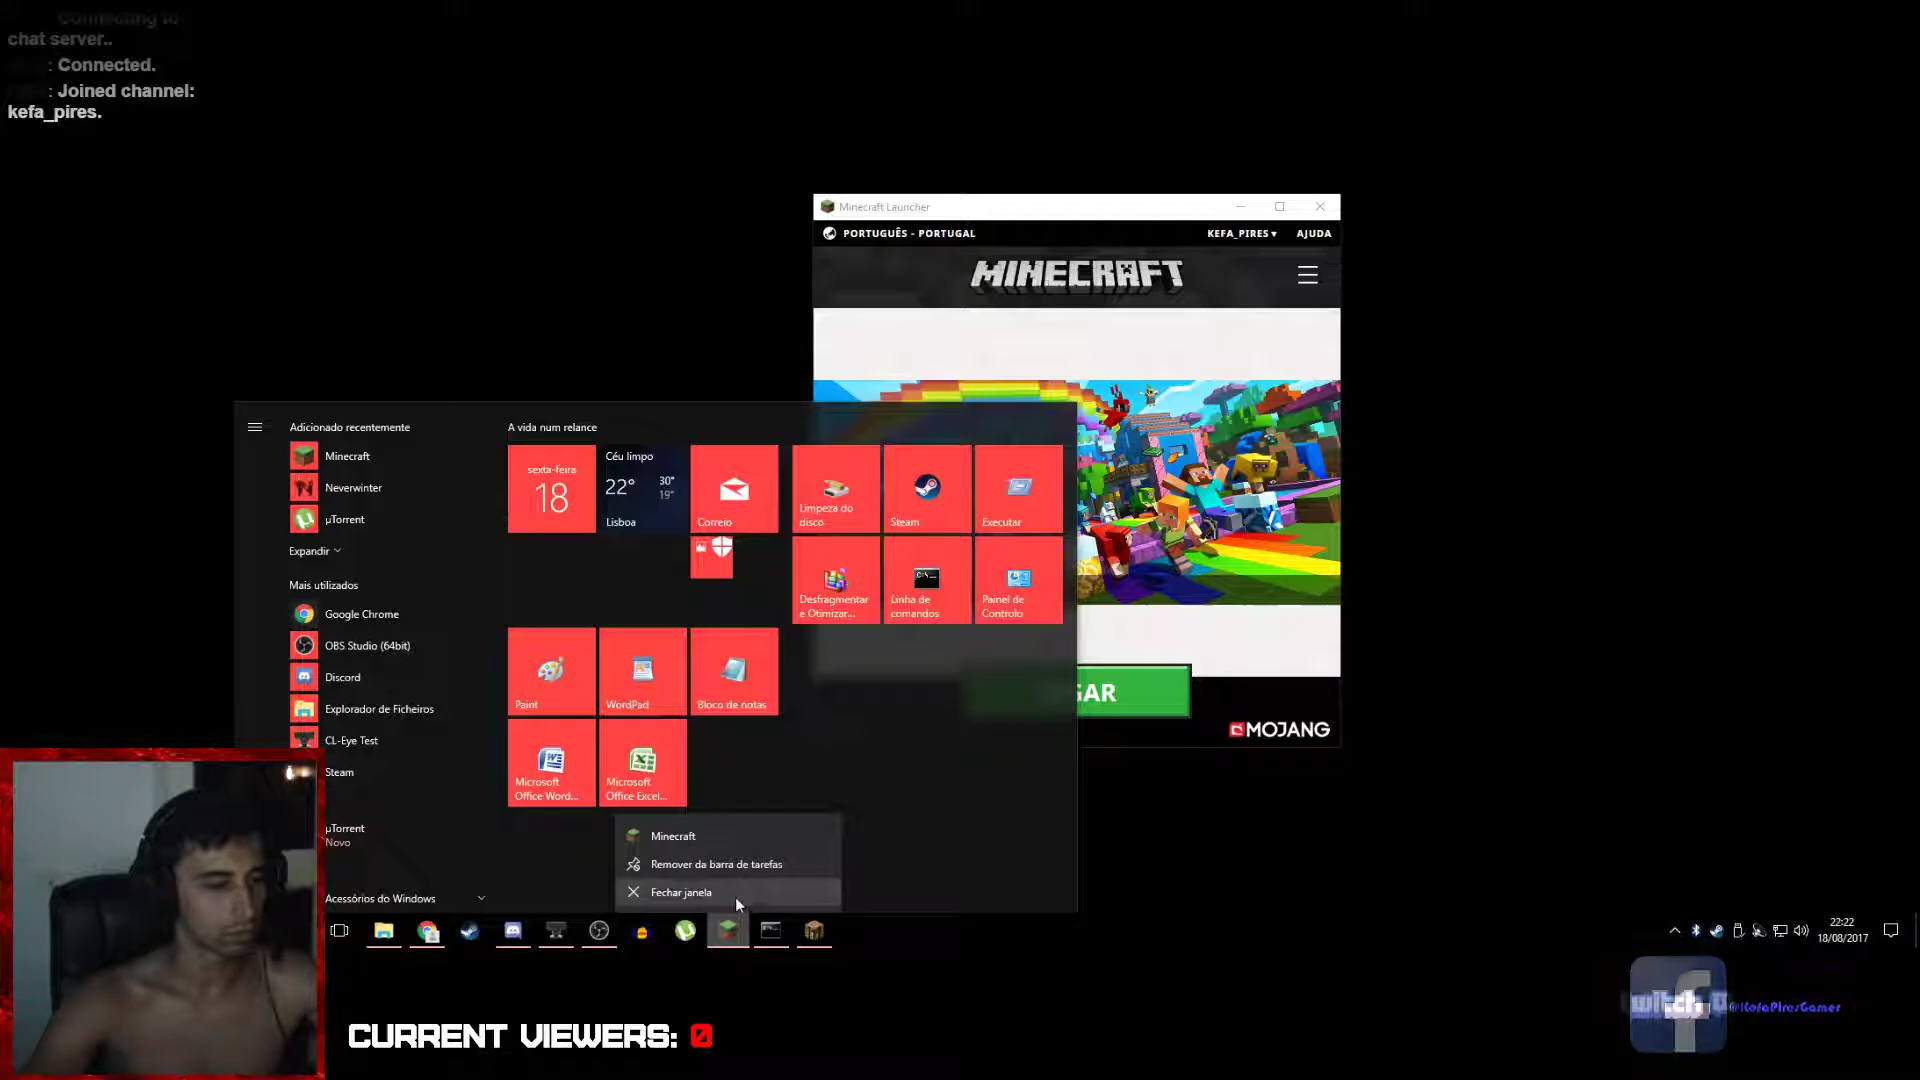 Connecting to
chat server..
: Connected.
: Joined channel:
kefa_pires.
Minecraft Launcher
PORTUGUÊS - PORTUGAL
KEFA_PIRES▾
AJUDA
MINECRAFT
Adicionado recentemente
Minecraft
Neverwinter
µTorrent
Expandir
Mais utilizados
Google Chrome
OBS Studio (64bit)
Discord
Explorador de Ficheiros
CL-Eye Test
Steam
µTorrent
Novo
Acessórios do Windows
A vida num relance
sexta-feira
18
Céu limpo
22°
30°
19°
Lisboa
Correio
Limpeza do
disco
Steam
Executar
Desfragmentar
e Otimizar...
Linha de
comandos
Painel de
Controlo
Paint
WordPad
Bloco de notas
Microsoft
Office Word...
Microsoft
Office Excel...
GAR
MOJANG
Minecraft
Remover da barra de tarefas
Fechar janela
22:22
18/08/2017
@KefaPiresGamer
CURRENT VIEWERS: 0